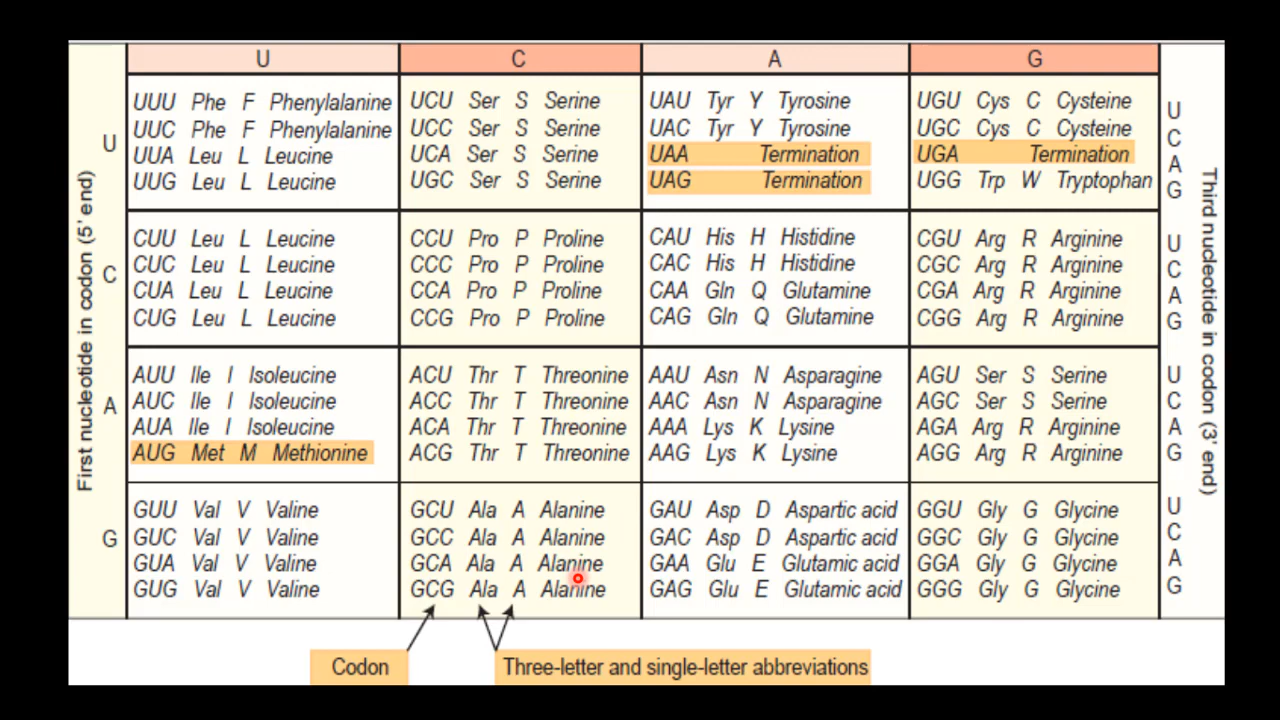 U C A G
First nucleotide in codon (5' end)
Third nucleotide in codon (3' end)
U
UUU Phe F Phenylalanine
UUC Phe F Phenylalanine
UUA Leu L Leucine
UUG Leu L Leucine
UCU Ser S Serine
UCC Ser S Serine
UCA Ser S Serine
UGC Ser S Serine
UAU Tyr Y Tyrosine
UAC Tyr Y Tyrosine
UAA Termination
UAG Termination
UGU Cys C Cysteine
UGC Cys C Cysteine
UGA Termination
UGG Trp W Tryptophan
U
C
A
G
C
CUU Leu L Leucine
CUC Leu L Leucine
CUA Leu L Leucine
CUG Leu L Leucine
CCU Pro P Proline
CCC Pro P Proline
CCA Pro P Proline
CCG Pro P Proline
CAU His H Histidine
CAC His H Histidine
CAA Gln Q Glutamine
CAG Gln Q Glutamine
CGU Arg R Arginine
CGC Arg R Arginine
CGA Arg R Arginine
CGG Arg R Arginine
U
C
A
G
A
AUU Ile I Isoleucine
AUC Ile I Isoleucine
AUA Ile I Isoleucine
AUG Met M Methionine
ACU Thr T Threonine
ACC Thr T Threonine
ACA Thr T Threonine
ACG Thr T Threonine
AAU Asn N Asparagine
AAC Asn N Asparagine
AAA Lys K Lysine
AAG Lys K Lysine
AGU Ser S Serine
AGC Ser S Serine
AGA Arg R Arginine
AGG Arg R Arginine
U
C
A
G
G
GUU Val V Valine
GUC Val V Valine
GUA Val V Valine
GUG Val V Valine
GCU Ala A Alanine
GCC Ala A Alanine
GCA Ala A Alanine
GCG Ala A Alanine
GAU Asp D Aspartic acid
GAC Asp D Aspartic acid
GAA Glu E Glutamic acid
GAG Glu E Glutamic acid
GGU Gly G Glycine
GGC Gly G Glycine
GGA Gly G Glycine
GGG Gly G Glycine
U
C
A
G
Codon
Three-letter and single-letter abbreviations